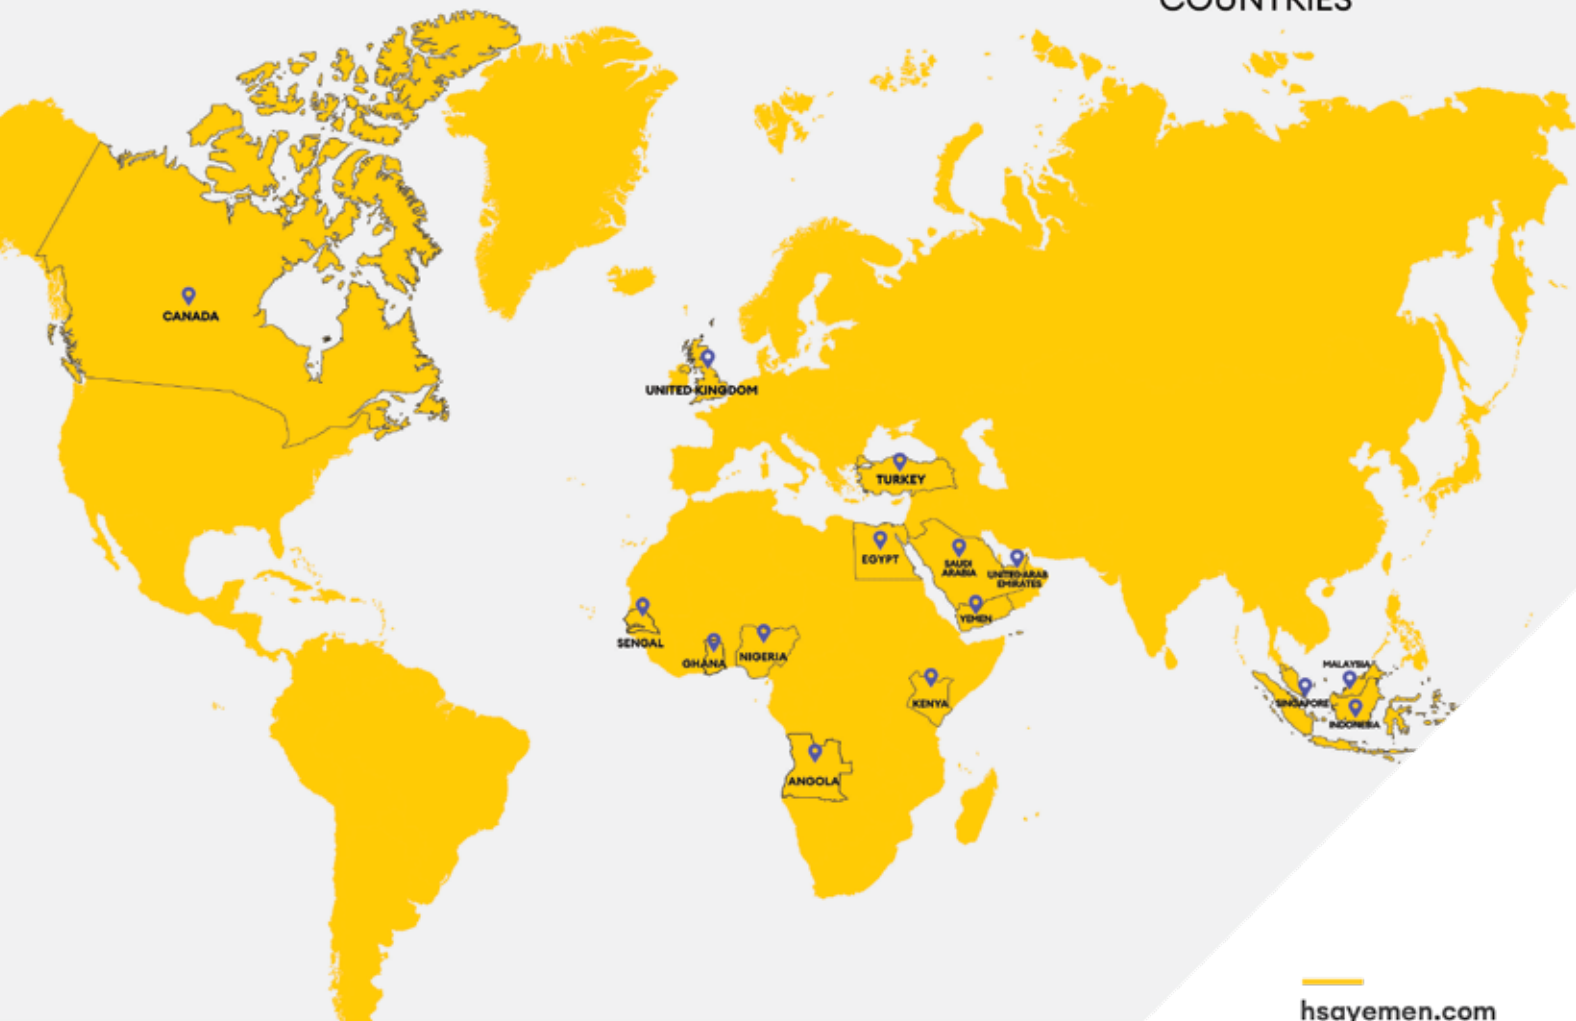 COUNTRIES
CANADA
UNITED KINGDOM
TURKEY
EGYPT
SAUDI
ARABIA
UNITED ARAB
EMIRATES
YEMEN
SENGAL
GHANA
NIGERIA
KENYA
ANGOLA
MALAYSIA
SINGAPORE
INDONESIA
hsayemen.com